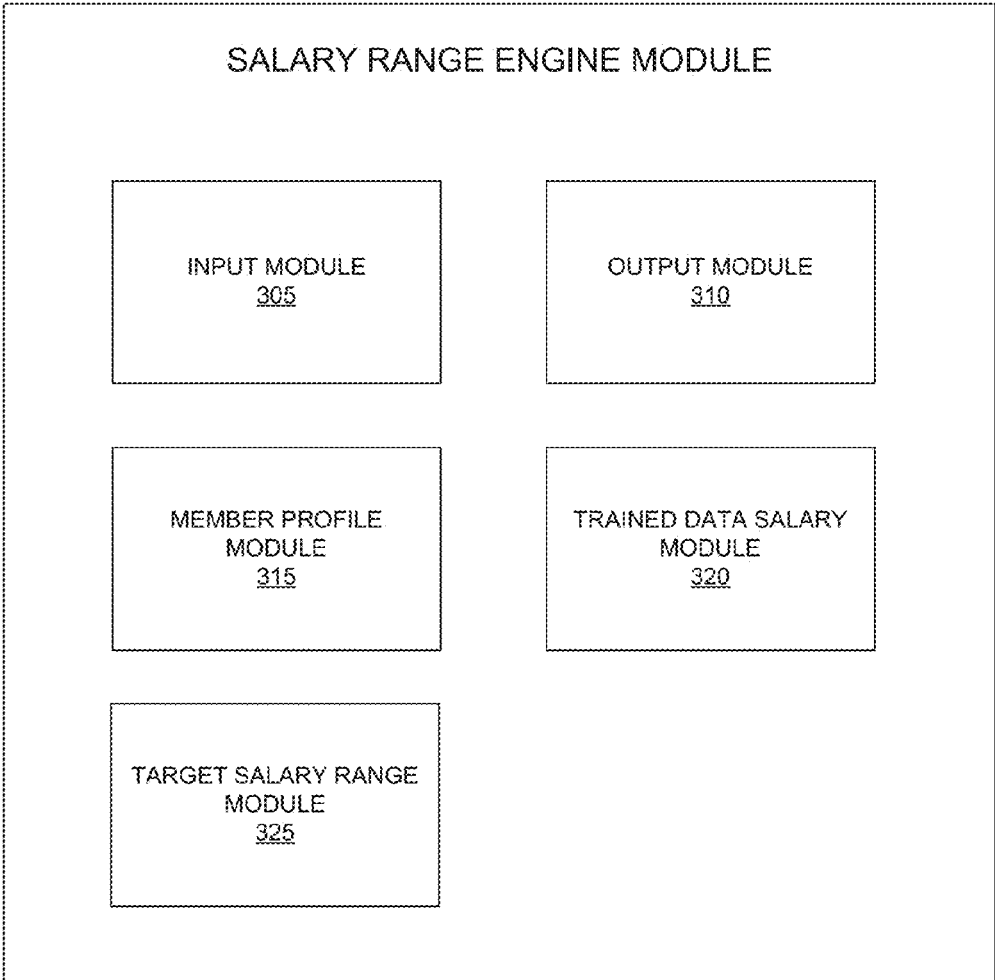 SALARY RANGE ENGINE MODULE
INPUT MODULE
305
OUTPUT MODULE
310
MEMBER PROFILE
MODULE
315
TRAINED DATA SALARY
MODULE
320
TARGET SALARY RANGE
MODULE
325